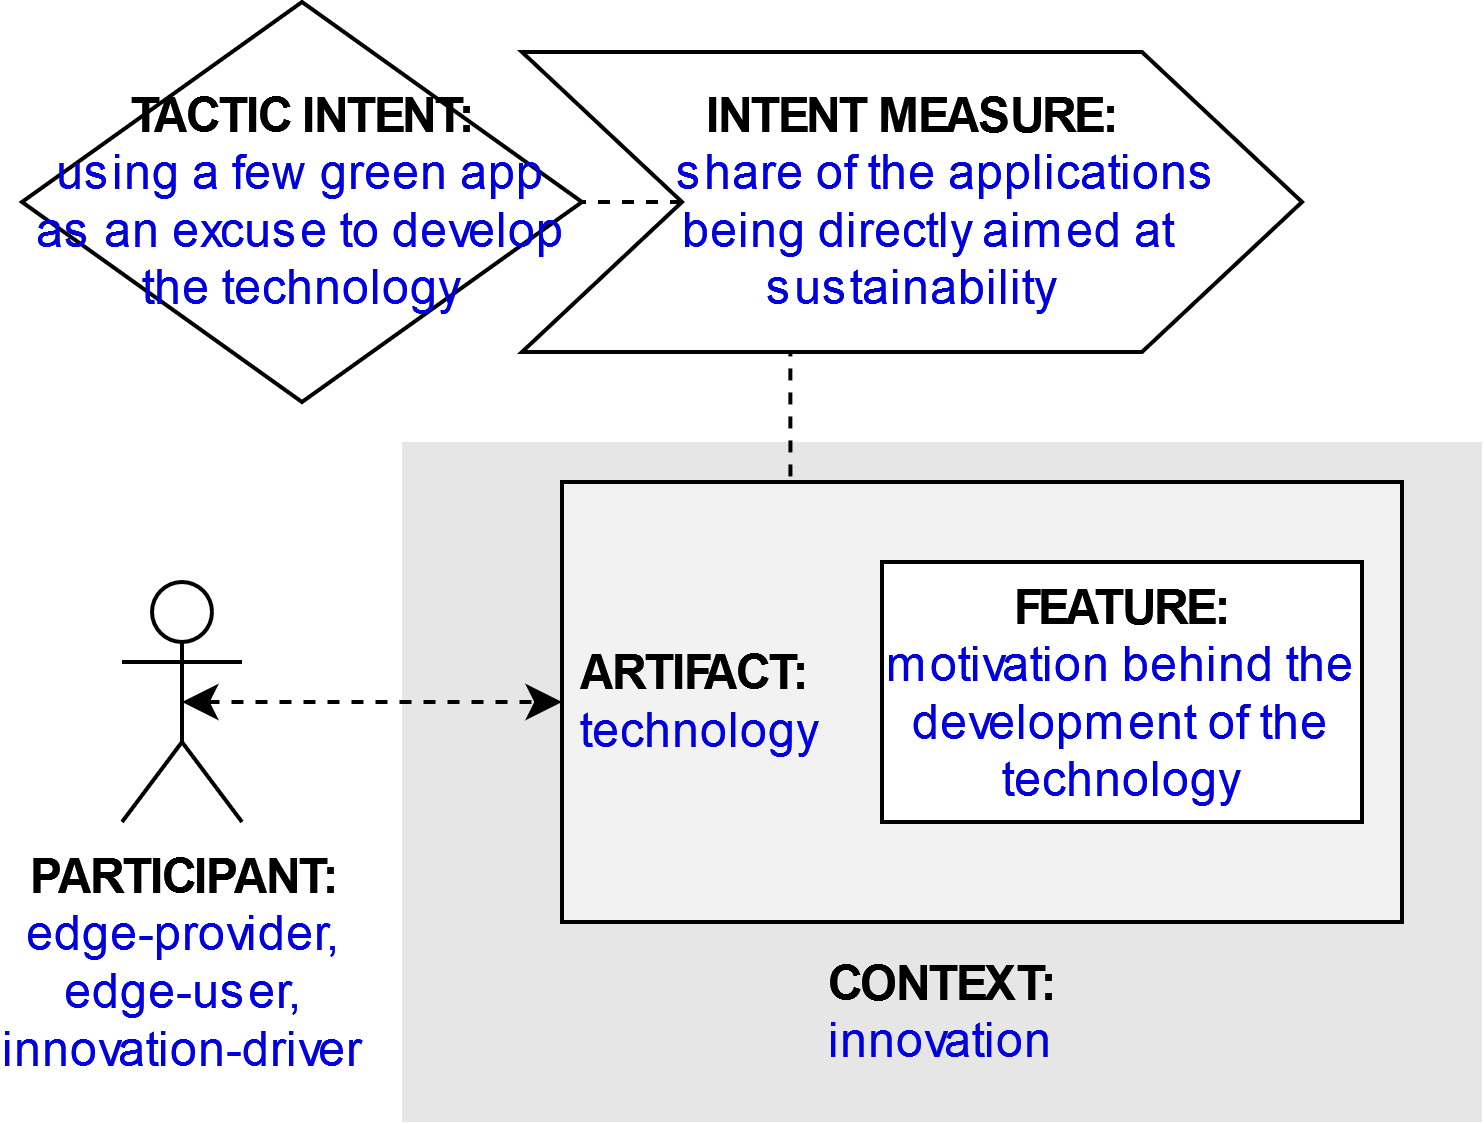 TACTIC INTENT:
using a few green app
as an excuse to develop
the technology
INTENT MEASURE:
share of the applications
being directly aimed at
sustainability
ARTIFACT:
technology
FEATURE:
motivation behind the
development of the
technology
PARTICIPANT:
edge-provider,
edge-user,
innovation-driver
CONTEXT:
innovation